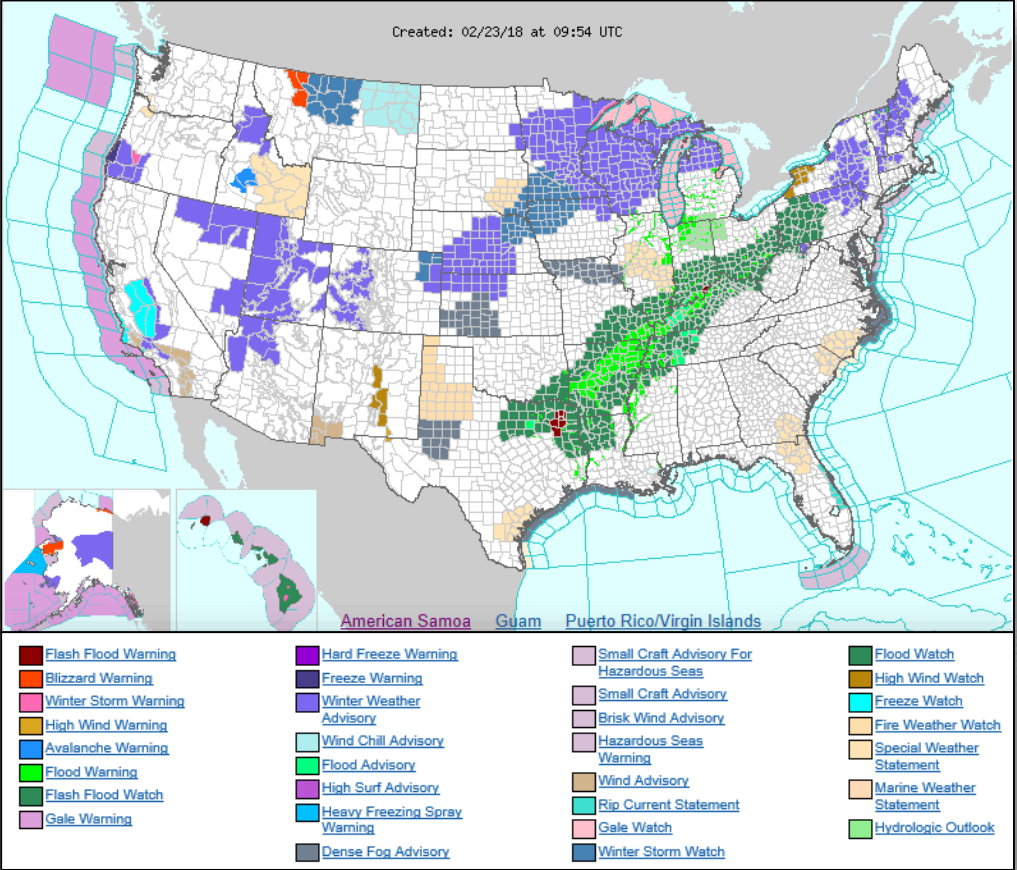 Created: 02/23/18 at 09:54 UTC
American Samoa Guam Puerto Rico/Virgin Islands
Flash Flood Warning
Blizzard Warning
Winter Storm Warning
High Wind Warning
Avalanche Warning
Flood Warning
Flash Flood Watch
Gale Warning
Hard Freeze Warning
Freeze Warning
Winter Weather
Advisory
Wind Chill Advisory
Flood Advisory
High Surf Advisory
Heavy Freezing Spray
Warning
Dense Fog Advisory
Small Craft Advisory For
Hazardous Seas
Small Craft Advisory
Brisk Wind Advisory
Hazardous Seas
Warning
Wind Advisory
Rip Current Statement
Gale Watch
Winter Storm Watch
Flood Watch
High Wind Watch
Freeze Watch
Fire Weather Watch
Special Weather
Statement
Marine Weather
Statement
Hydrologic Outlook